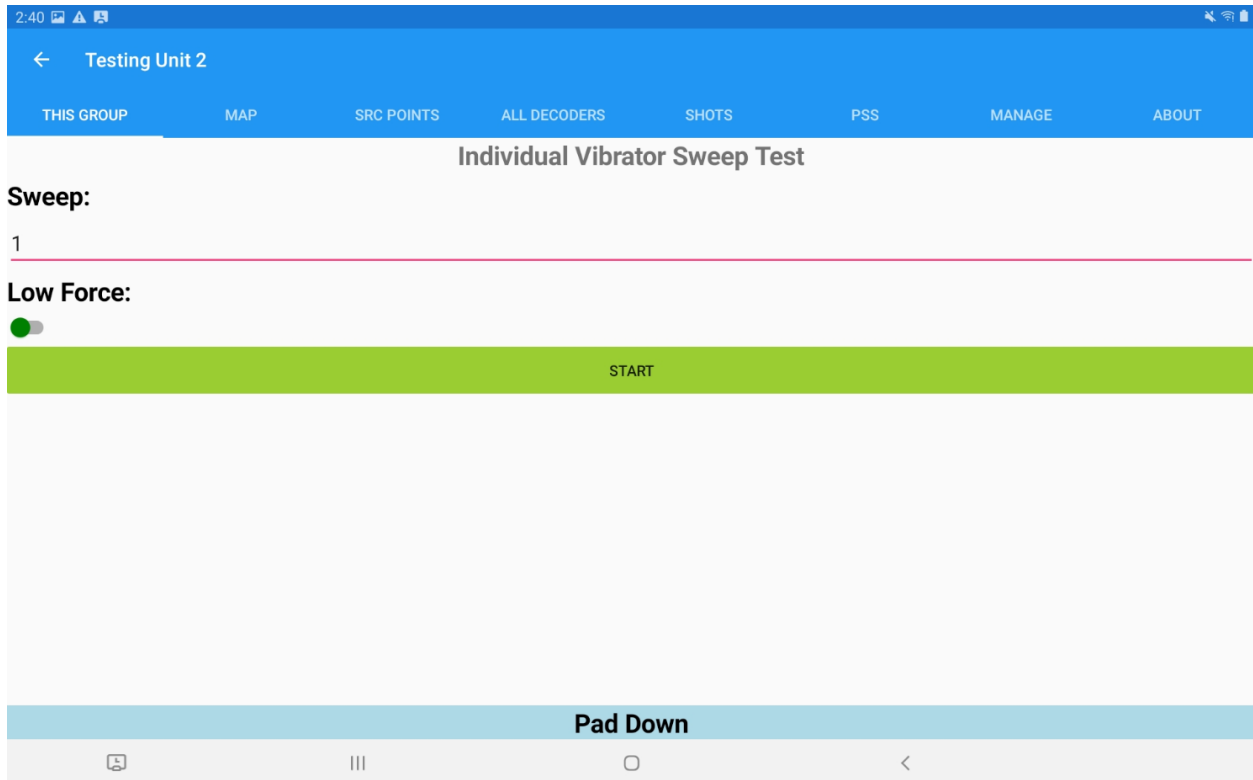 2:40
Testing Unit 2
THIS GROUP MAP SRC POINTS ALL DECODERS SHOTS PSS MANAGE ABOUT
Individual Vibrator Sweep Test
Sweep:
1
Low Force:
START
Pad Down